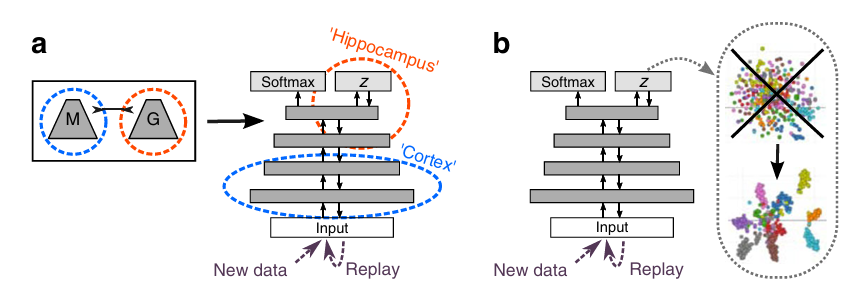 a
'Hippocampus'
Softmax
z
M
G
'Cortex'
Input
New data
Replay
b
Softmax
z
Input
New data
Replay